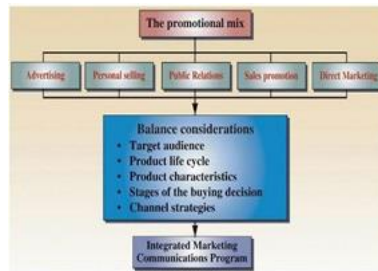 The promotional mix
Advertising
Personal selling
Public Relations
Sales promotion
Direct Marketing
Balance considerations
• Target audience
• Product life cycle
• Product characteristics
• Stages of the buying decision
• Channel strategies
Integrated Marketing
Communications Program